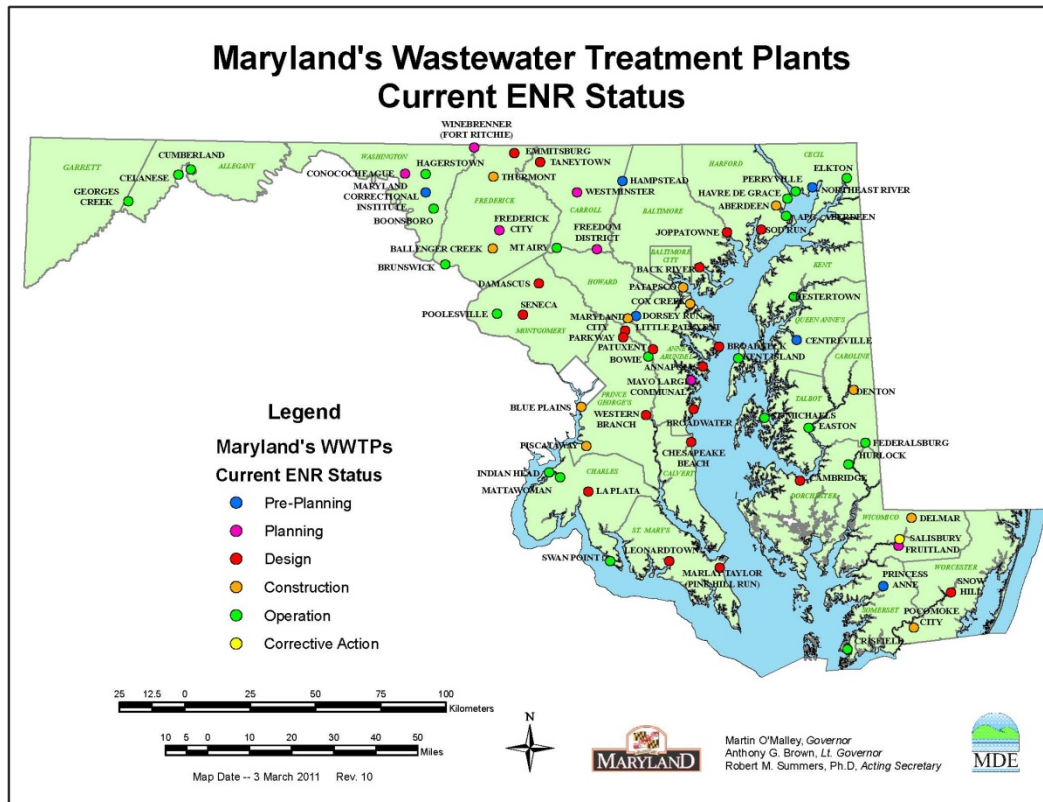 Maryland's Wastewater Treatment Plants
Current ENR Status
WINEBRENNER
(FORT RITCHIE)
EMMITSBURG
TANEYTOWN
CUMBERLAND
CELANESE
GEORGES
CREEK
GARRETT
ALLEGANY
WASHINGTON
HAGERSTOWN
CONOCOCHEAGUE
MARYLAND
CORRECTIONAL
INSTITUTE
BOONSBORO
THURMONT
FREDERICK
FREDERICK
CITY
BALLENGER CREEK
BRUNSWICK
WESTMINSTER
CARROLL
FREEDOM
DISTRICT
MT AIRY
HAMPSTEAD
BALTIMORE
HARFORD
CECIL
ELKTON
PERRYVILLE
NORTHEAST RIVER
HAVRE DE GRACE
ABERDEEN
APG - ABERDEEN
SOD RUN
JOPPATOWNE
BALTIMORE
CITY
BACK RIVER
PATAPSCO
COX CREEK
KENT
DAMASCUS
HOWARD
SENECA
POOLESVILLE
MONTGOMERY
MARYLAND
CITY
DORSEY RUN
LITTLE PATUXENT
PARKWAY
PATUXENT
BOWIE
ANNE
ARUNDEL
BROADNECK
ANNAPOLIS
KENT ISLAND
QUEEN ANNE'S
CENTREVILLE
CAROLINE
MAYO LARGE
COMMUNAL
PRINCE
GEORGE'S
BLUE PLAINS
WESTERN
BRANCH
BROADWATER
TALBOT
DENTON
EASTON
FEDERALSBURG
HURLOCK
PISCATAWAY
CHESAPEAKE
BEACH
CALVERT
INDIAN HEAD
MATTAWOMAN
CHARLES
LA PLATA
CAMBRIDGE
DORCHESTER
ST. MARY'S
SWAN POINT
LEONARDTOWN
MARLAY TAYLOR
(PINE HILL RUN)
WICOMICO
DELMAR
SALISBURY
FRUITLAND
WORCESTER
PRINCESS
ANNE
SNOW
HILL
SOMERSET
POCOMOKE
CITY
CRISFIELD
Legend
Maryland's WWTPs
Current ENR Status
Pre-Planning
Planning
Design
Construction
Operation
Corrective Action
25 12.5 0 25 50 75 100
Kilometers
10 5 0 10 20 30 40 50
Miles
Map Date -- 3 March 2011 Rev. 10
N
MARYLAND
Martin O'Malley, Governor
Anthony G. Brown, Lt. Governor
Robert M. Summers, Ph.D, Acting Secretary
MDE